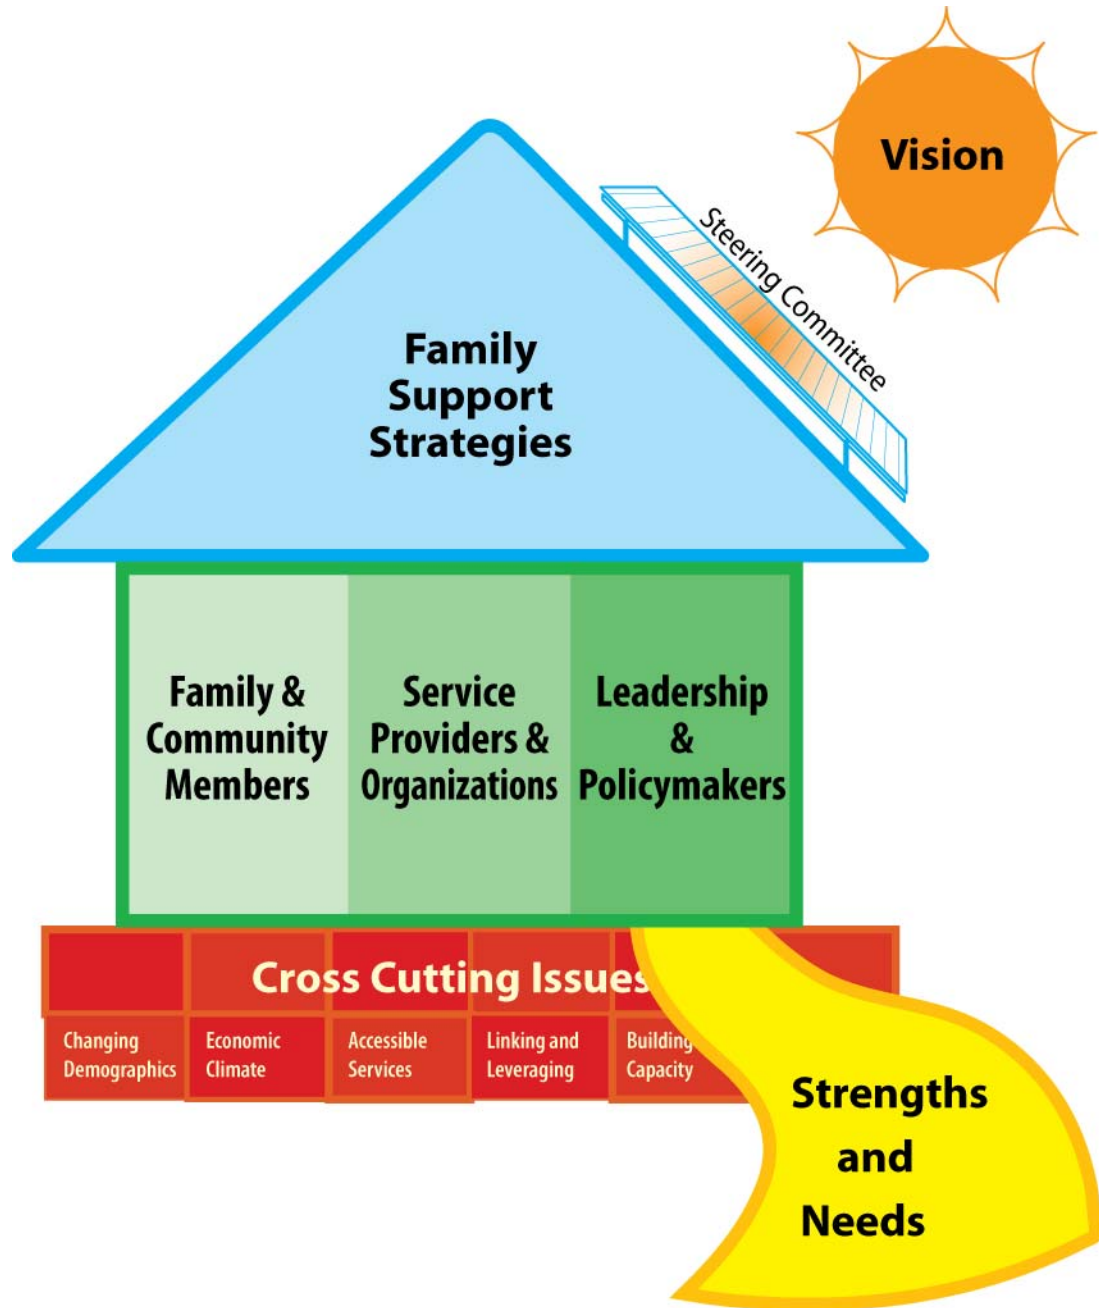 Vision
Steering Committee
Family
Support
Strategies
Family &
Community
Members
Service
Providers &
Organizations
Leadership
&
Policymakers
Cross Cutting Issues
Changing
Demographics
Economic
Climate
Accessible
Services
Linking and
Leveraging
Building
Capacity
Strengths
and
Needs